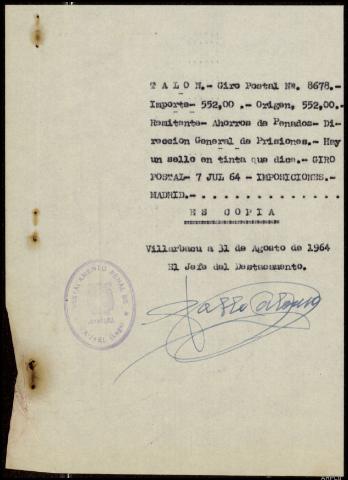 T A L O N.- Giro Postal Nº. 8678.-
Importe- 552,00 .- Origen, 552,00.-
Remitente- Ahorros de Penados- Di-
reccion General de Prisiones.- Hay
un sello en tinta que dice.- GIRO
POSTAL- 7 JUL 64 - IMPOSICIONES.-
MADRID.- . . . . . . . . . . . . . .
ES COPIA
Villarbacu a 31 de Agosto de 1964
El Jefe del Destacamento.